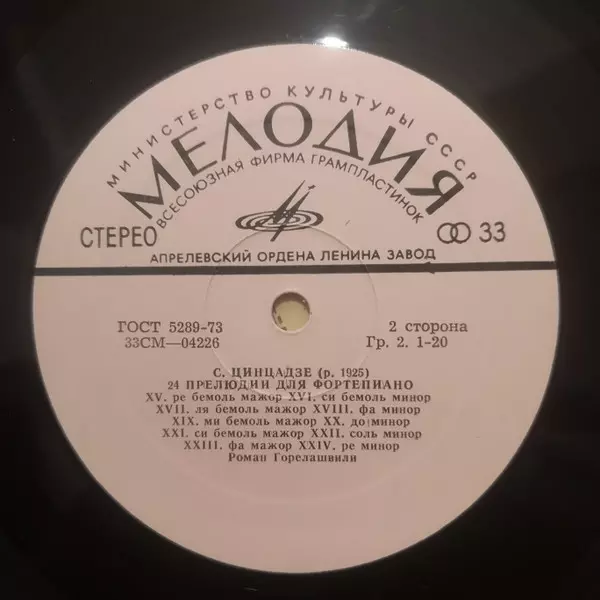 МИНИСТЕРСТВО КУЛЬТУРЫ СССР
МЕЛОДИЯ
ВСЕСОЮЗНАЯ ФИРМА ГРАМПЛАСТИНОК
СТЕРЕО
33
АПРЕЛЕВСКИЙ ОРДЕНА ЛЕНИНА ЗАВОД
ГОСТ 5289-73
2 сторона
33СМ—04226
Гр. 2. 1-20
С. ЦИНЦАДЗЕ (р. 1925)
24 ПРЕЛЮДИИ ДЛЯ ФОРТЕПИАНО
XV. ре бемоль мажор XVI. си бемоль минор
XVII. ля бемоль мажор XVIII. фа минор
XIX. ми бемоль мажор XX. до минор
XXI. си бемоль мажор XXII. соль минор
XXIII. фа мажор XXIV. ре минор
Роман Горелашвили